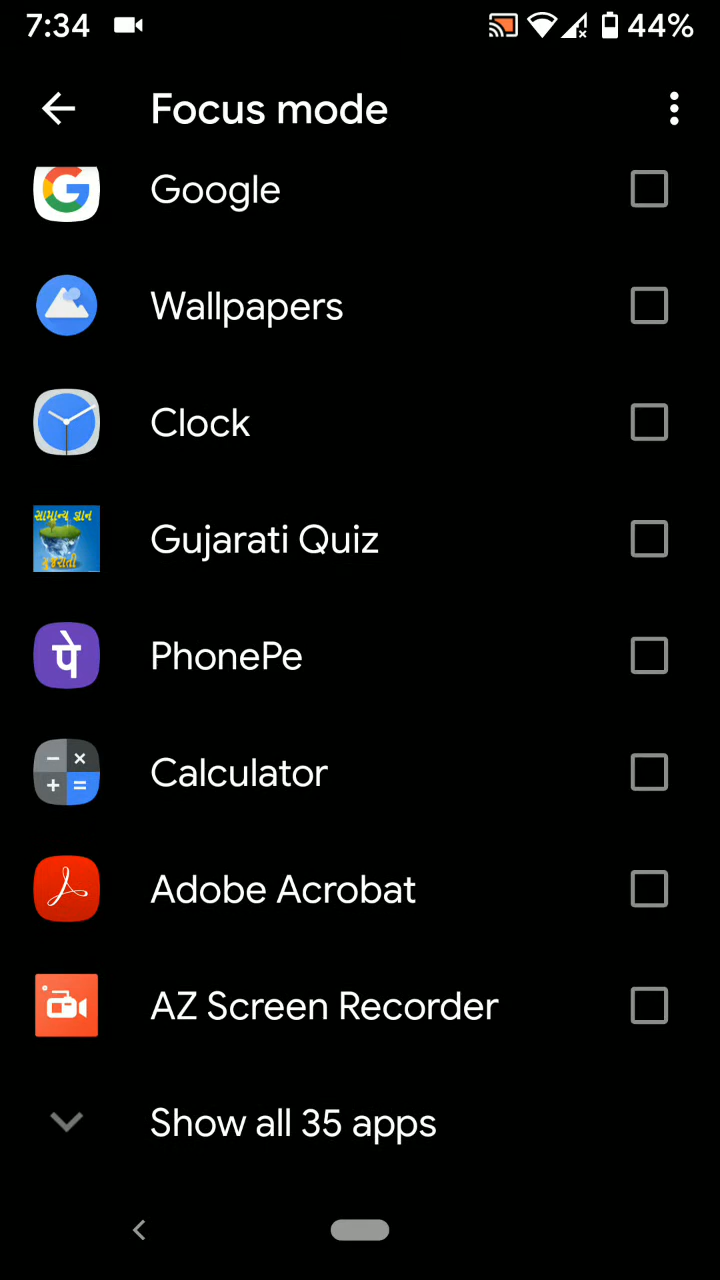 7:34
44%
Focus mode
Google
Wallpapers
Clock
સામાન્ય જ્ઞાન
ગુજરાતી
Gujarati Quiz
पे
PhonePe
Calculator
Adobe Acrobat
AZ Screen Recorder
Show all 35 apps